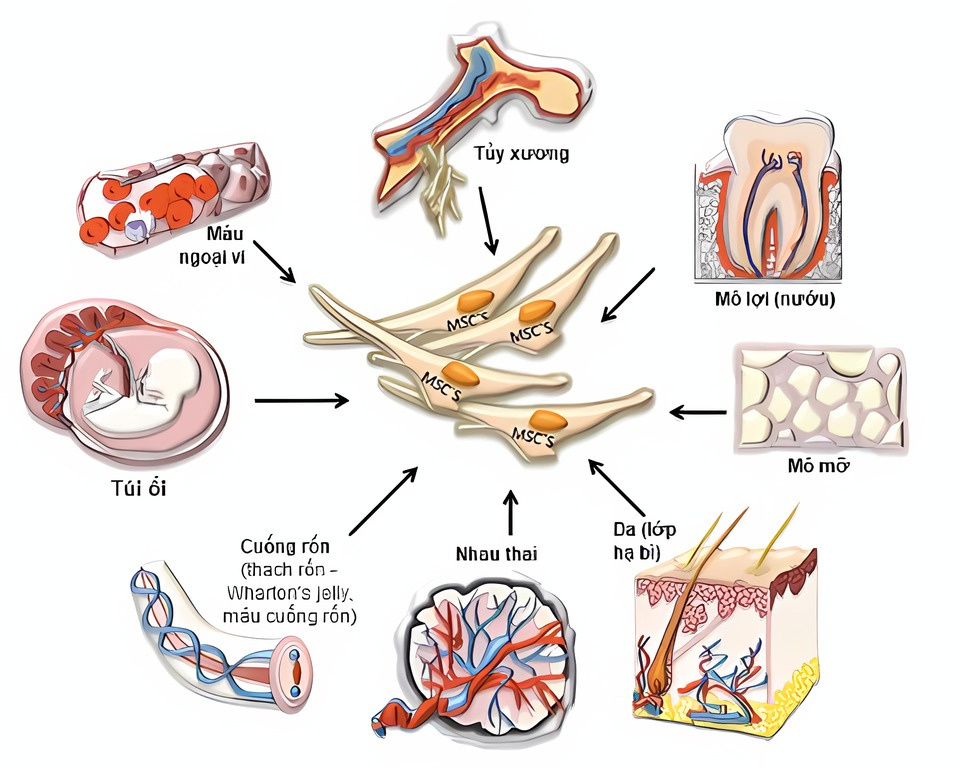 Tủy xương
Máu
ngoại vi
Mô lợi (nướu)
MSC'S
MSC'S
MSC'S
MSC'S
Mô mỡ
Túi ối
Da (lớp
hạ bì)
Cuống rốn
(thạch rốn -
Wharton's jelly,
máu cuống rốn)
Nhau thai